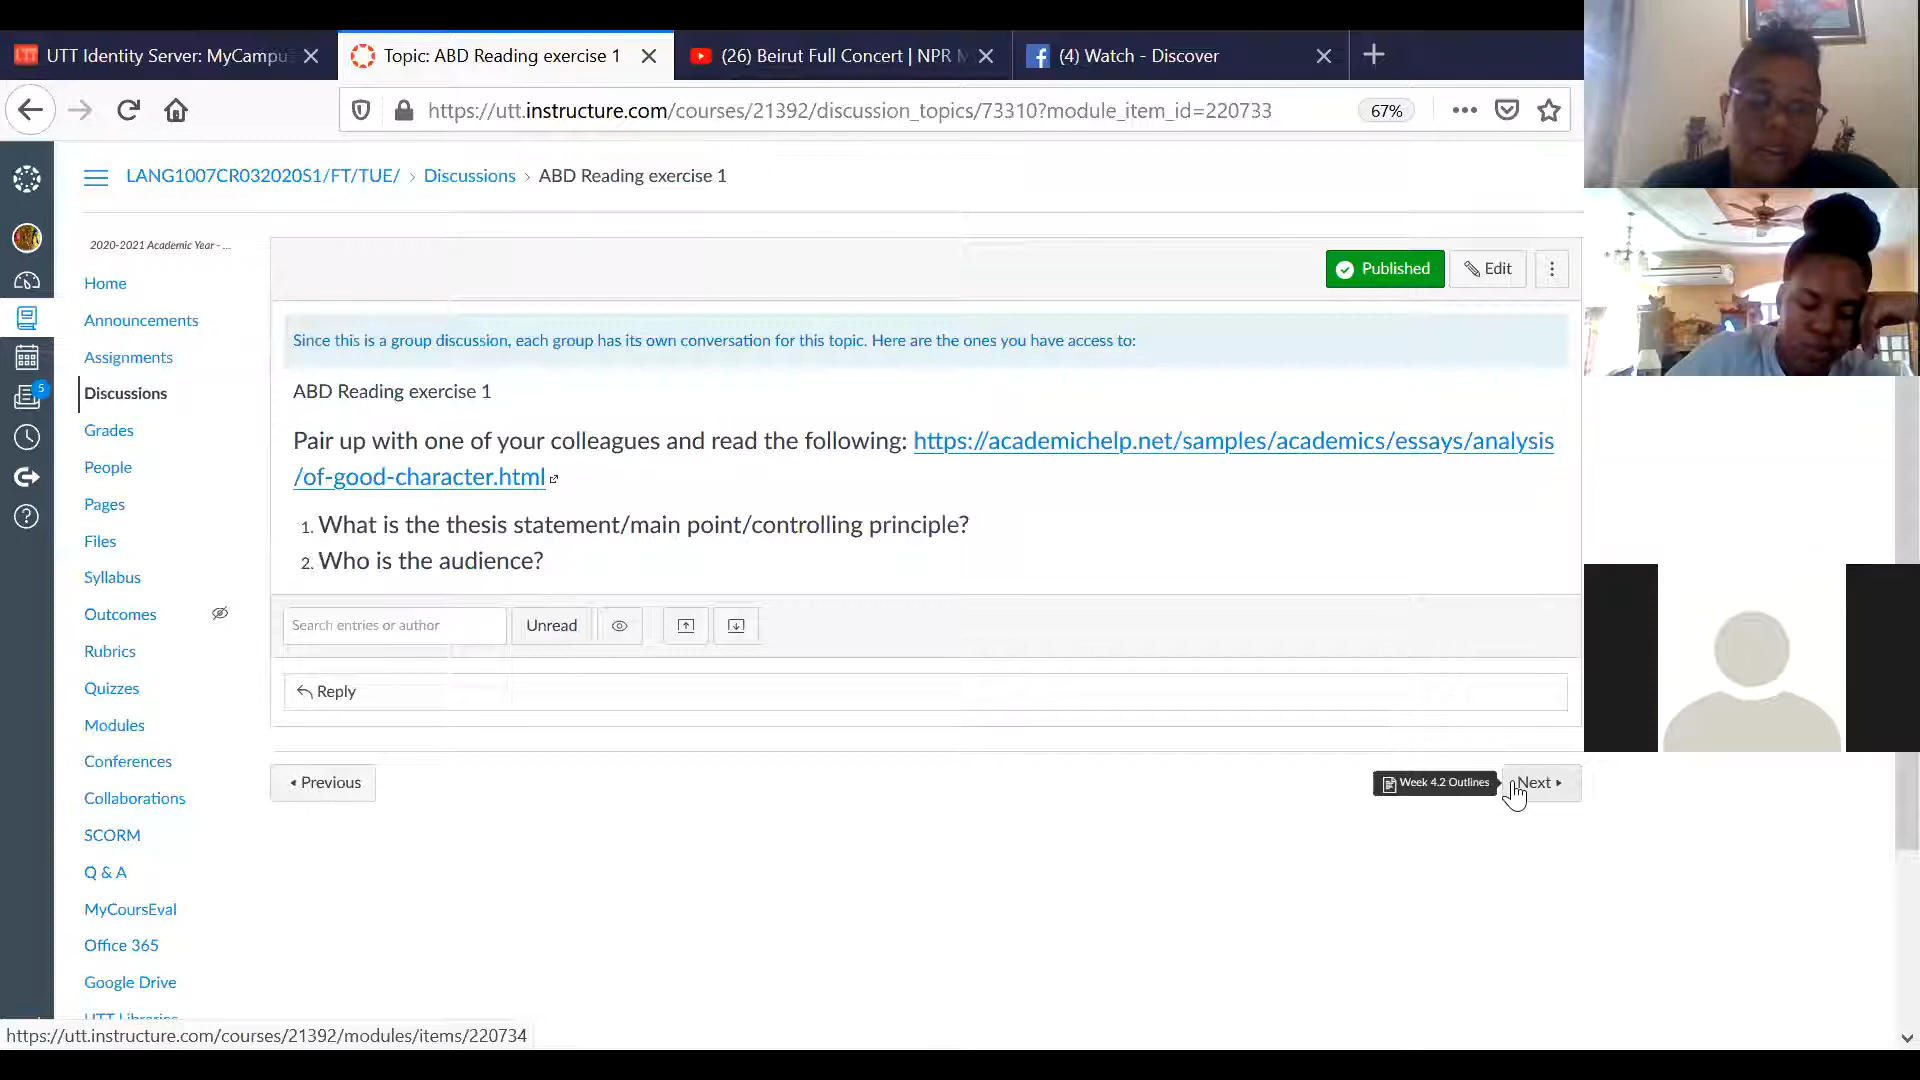 UTT Identity Server: MyCampu
Topic: ABD Reading exercise 1
(26) Beirut Full Concert | NPR M
(4) Watch - Discover
https://utt.instructure.com/courses/21392/discussion_topics/73310?module_item_id=220733
67%
LANG1007CR032020S1/FT/TUE/ › Discussions › ABD Reading exercise 1
2020-2021 Academic Year - ...
Home
Announcements
Assignments
Discussions
Grades
People
Pages
Files
Syllabus
Outcomes
Rubrics
Quizzes
Modules
Conferences
Collaborations
SCORM
Q & A
MyCoursEval
Office 365
Google Drive
UTT Libraries
5
Published
Edit
Since this is a group discussion, each group has its own conversation for this topic. Here are the ones you have access to:
ABD Reading exercise 1
Pair up with one of your colleagues and read the following: https://academichelp.net/samples/academics/essays/analysis
/of-good-character.html
1. What is the thesis statement/main point/controlling principle?
2. Who is the audience?
Search entries or author
Unread
Reply
Previous
Week 4.2 Outlines
Next
https://utt.instructure.com/courses/21392/modules/items/220734